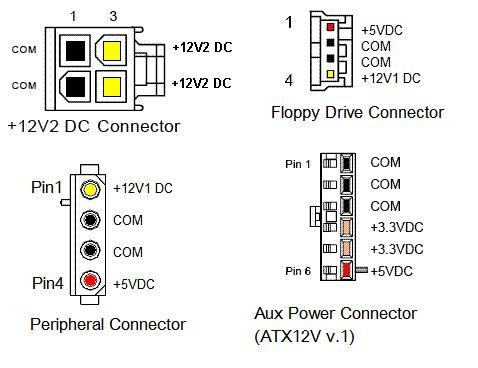 1 3
COM +12V2 DC
COM +12V2 DC
+12V2 DC Connector
1 +5VDC
COM
COM
4 +12V1 DC
Floppy Drive Connector
Pin1 +12V1 DC
COM
COM
Pin4 +5VDC
Peripheral Connector
Pin 1 COM
COM
COM
+3.3VDC
+3.3VDC
Pin 6 +5VDC
Aux Power Connector
(ATX12V v.1)